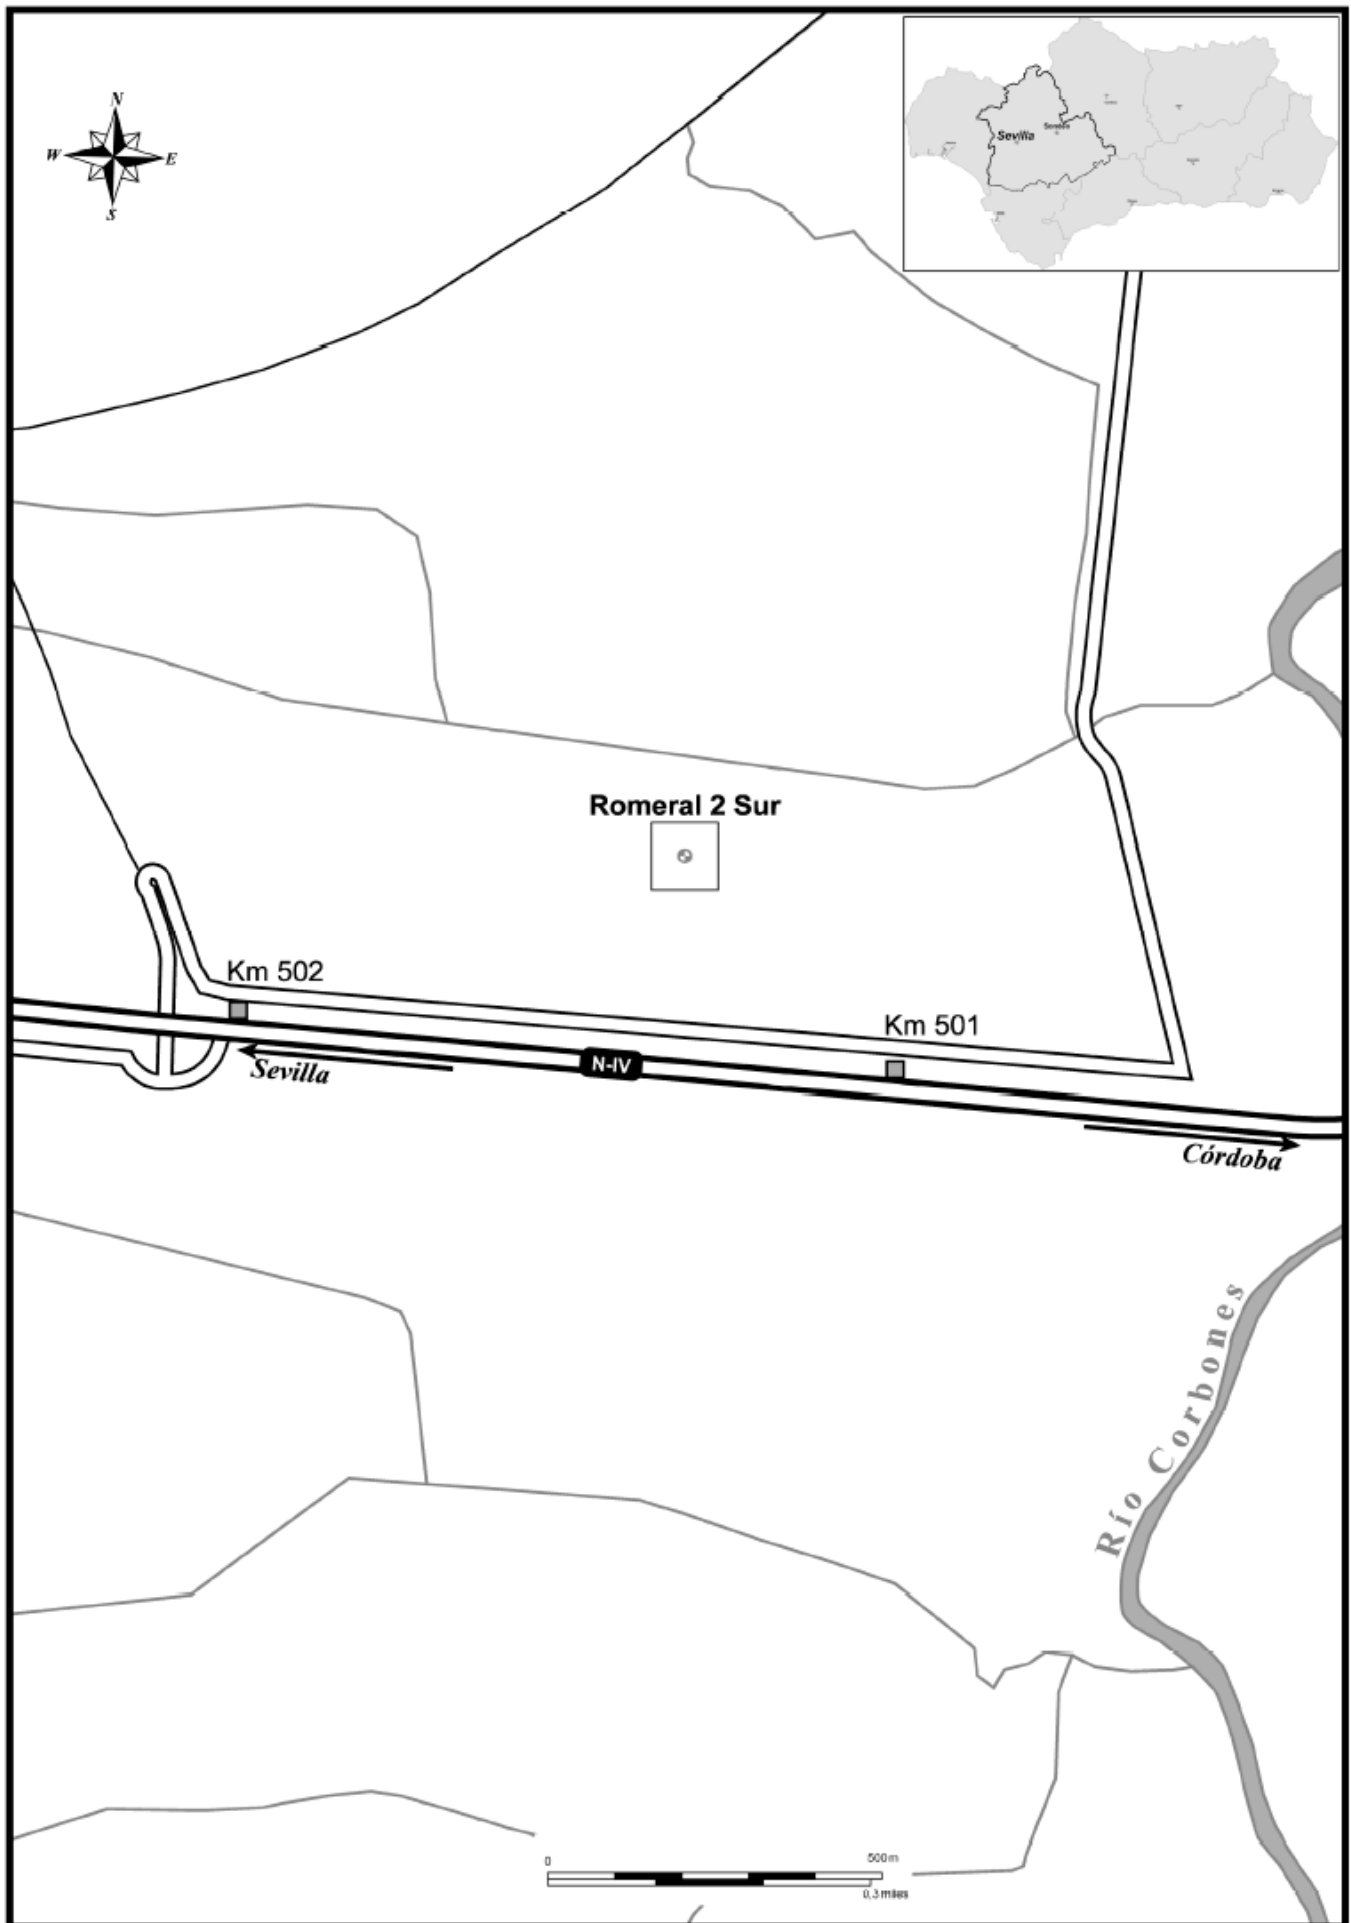 N
W E
S
Sevilla
Romeral 2 Sur
Km 502
Km 501
N-IV
Sevilla
Córdoba
Río Corbones
0 500 m
0,3 miles